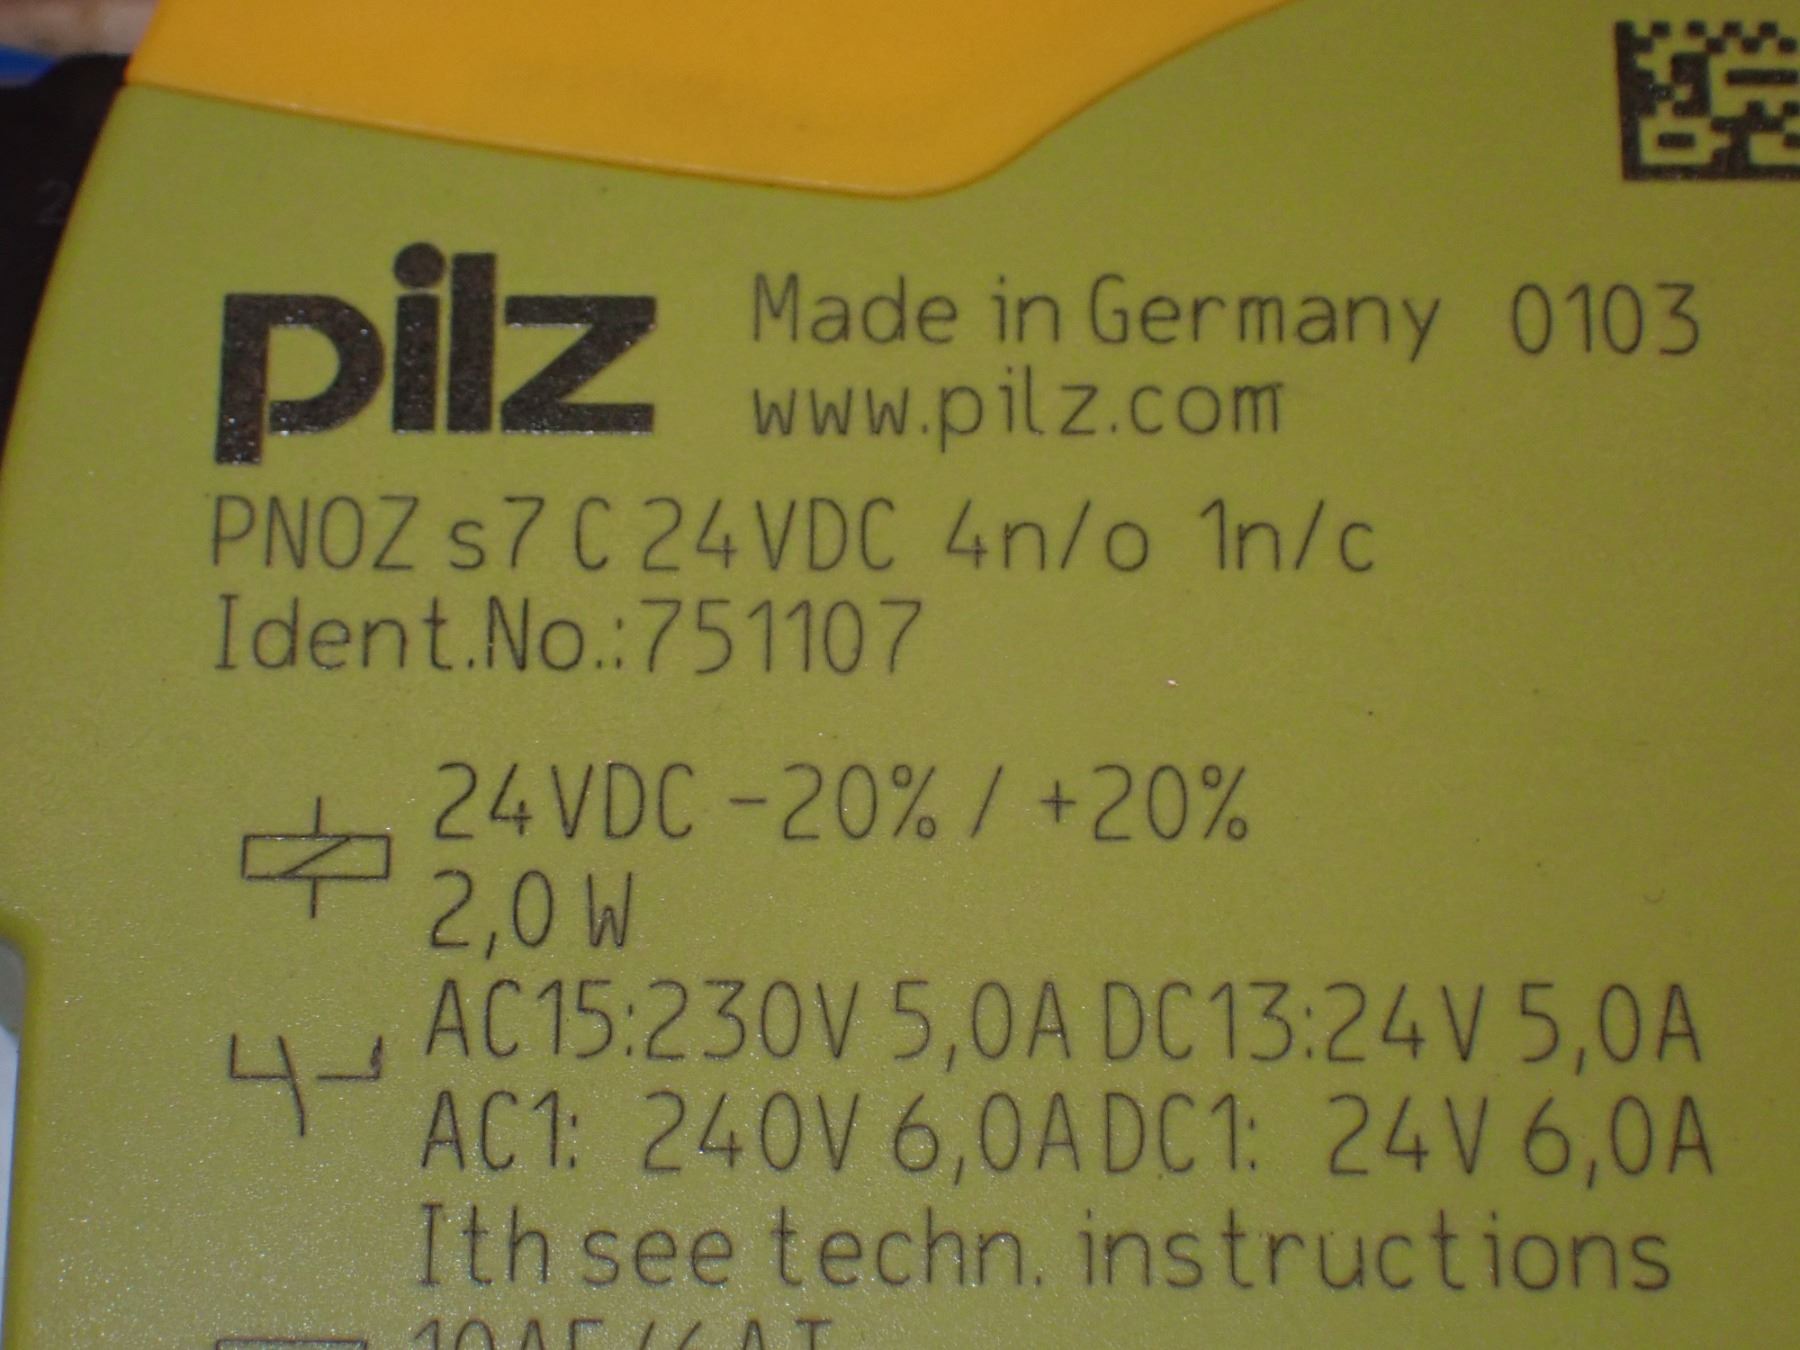 pilz
Made in Germany 0103
www.pilz.com
PNOZ s7 C 24VDC 4n/o 1n/c
Ident.No.:751107
24VDC -20% / +20%
2,0 W
AC15:230V 5,0A DC13:24V 5,0A
AC1: 240V 6,0A DC1: 24V 6,0A
Ith see techn. instructions